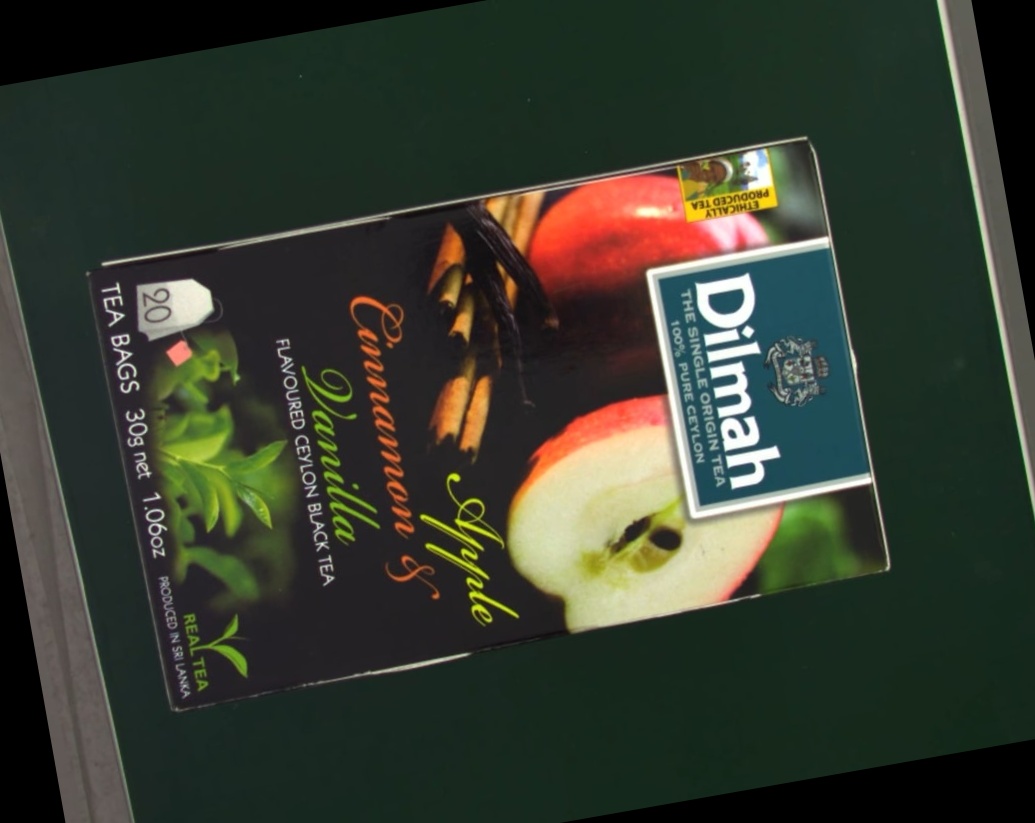 ETHICALLY
PRODUCED TEA
Dilmah
THE SINGLE ORIGIN TEA
100% PURE CEYLON
Apple
Cinnamon &
Vanilla
FLAVOURED CEYLON BLACK TEA
REAL TEA
20
TEA BAGS 30g net 1.06oz PRODUCED IN SRI LANKA